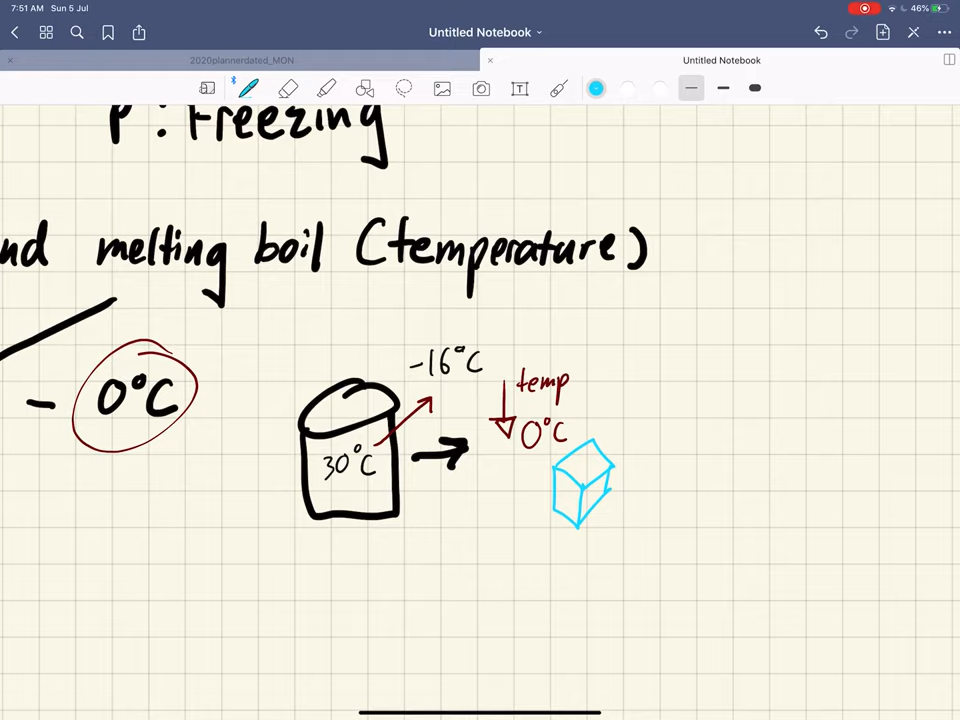 7:51 AM Sun 5 Jul
46%
Untitled Notebook
2020plannerdated_MON
Untitled Notebook
P : Freezing
nd melting boil (temperature)
- 0°C
-16°C
temp
0°C
30°C